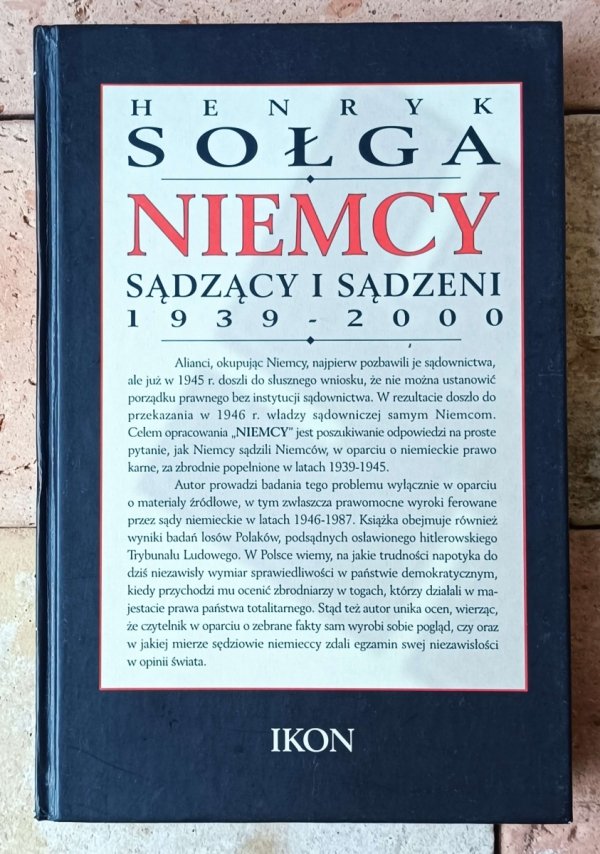 HENRYK
SOŁGA
NIEMCY
SĄDZĄCY I SĄDZENI
1939-2000
Alianci, okupując Niemcy, najpierw pozbawili je sądownictwa,
ale już w 1945 r. doszli do słusznego wniosku, że nie można ustanowić
porządku prawnego bez instytucji sądownictwa. W rezultacie doszło do
przekazania w 1946 r. władzy sądowniczej samym Niemcom.
Celem opracowania „NIEMCY" jest poszukiwanie odpowiedzi na proste
pytanie, jak Niemcy sądzili Niemców, w oparciu o niemieckie prawo
karne, za zbrodnie popełnione w latach 1939-1945.
Autor prowadzi badania tego problemu wyłącznie w oparciu
o materiały źródłowe, w tym zwłaszcza prawomocne wyroki ferowane
przez sądy niemieckie w latach 1946-1987. Książka obejmuje również
wyniki badań losów Polaków, podsądnych osławionego hitlerowskiego
Trybunału Ludowego. W Polsce wiemy, na jakie trudności napotyka do
dziś niezawisły wymiar sprawiedliwości w państwie demokratycznym,
kiedy przychodzi mu ocenić zbrodniarzy w togach, którzy działali w ma-
jestacie prawa państwa totalitarnego. Stąd też autor unika ocen, wierząc,
że czytelnik w oparciu o zebrane fakty sam wyrobi sobie pogląd, czy oraz
w jakiej mierze sędziowie niemieccy zdali egzamin swej niezawisłości
w opinii świata.
IKON